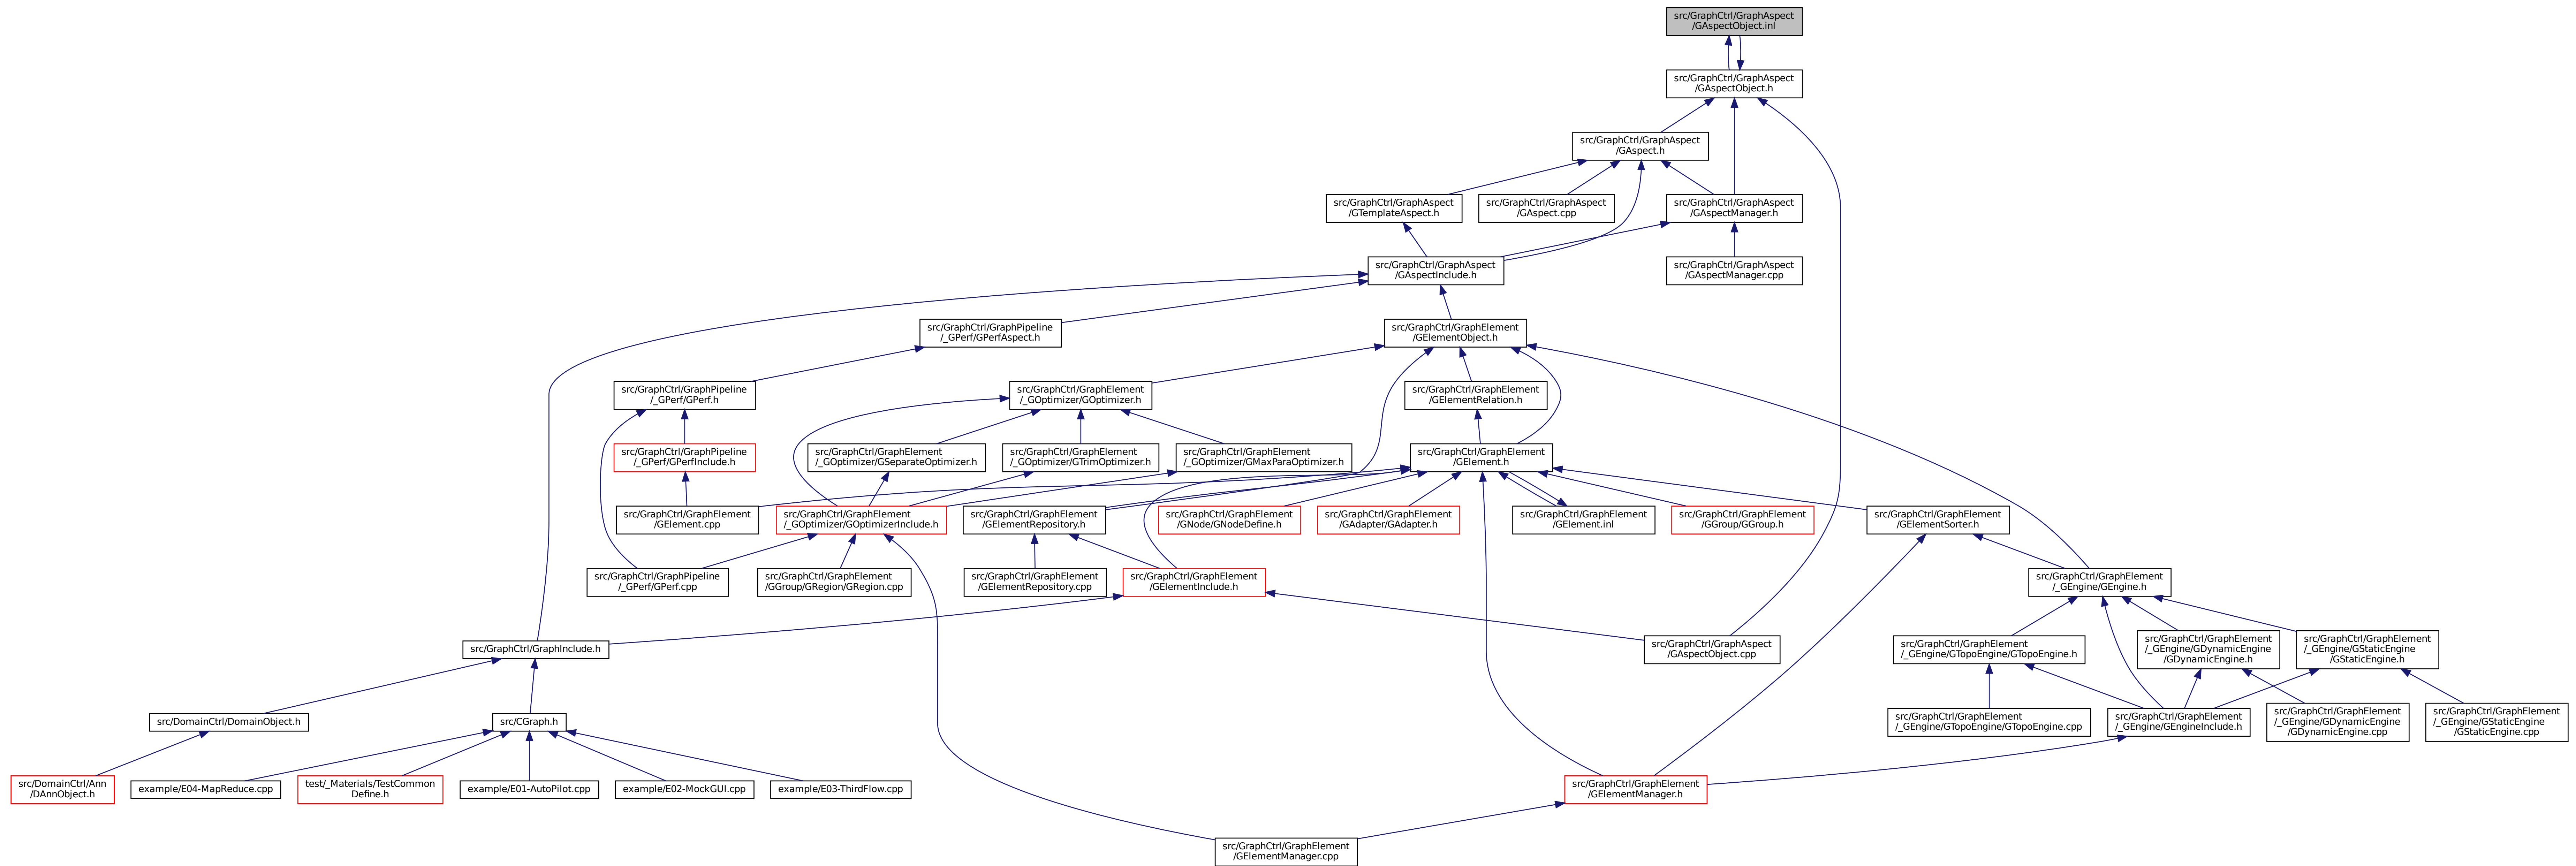 src/GraphCtrl/GraphAspect
/GAspectObject.inl
src/GraphCtrl/GraphAspect
/GAspectObject.h
src/GraphCtrl/GraphAspect
/GAspect.h
src/GraphCtrl/GraphAspect
/GTemplateAspect.h
src/GraphCtrl/GraphAspect
/GAspect.cpp
src/GraphCtrl/GraphAspect
/GAspectManager.h
src/GraphCtrl/GraphAspect
/GAspectInclude.h
src/GraphCtrl/GraphAspect
/GAspectManager.cpp
src/GraphCtrl/GraphPipeline
/_GPerf/GPerfAspect.h
src/GraphCtrl/GraphElement
/GElementObject.h
src/GraphCtrl/GraphPipeline
/_GPerf/GPerf.h
src/GraphCtrl/GraphElement
/_GOptimizer/GOptimizer.h
src/GraphCtrl/GraphElement
/GElementRelation.h
src/GraphCtrl/GraphPipeline
/_GPerf/GPerfInclude.h
src/GraphCtrl/GraphElement
/_GOptimizer/GSeparateOptimizer.h
src/GraphCtrl/GraphElement
/_GOptimizer/GTrimOptimizer.h
src/GraphCtrl/GraphElement
/_GOptimizer/GMaxParaOptimizer.h
src/GraphCtrl/GraphElement
/GElement.h
src/GraphCtrl/GraphElement
/GElement.cpp
src/GraphCtrl/GraphElement
/_GOptimizer/GOptimizerInclude.h
src/GraphCtrl/GraphElement
/GElementRepository.h
src/GraphCtrl/GraphElement
/GNode/GNodeDefine.h
src/GraphCtrl/GraphElement
/GAdapter/GAdapter.h
src/GraphCtrl/GraphElement
/GElement.inl
src/GraphCtrl/GraphElement
/GGroup/GGroup.h
src/GraphCtrl/GraphElement
/GElementSorter.h
src/GraphCtrl/GraphPipeline
/_GPerf/GPerf.cpp
src/GraphCtrl/GraphElement
/GGroup/GRegion/GRegion.cpp
src/GraphCtrl/GraphElement
/GElementRepository.cpp
src/GraphCtrl/GraphElement
/GElementInclude.h
src/GraphCtrl/GraphElement
/_GEngine/GEngine.h
src/GraphCtrl/GraphInclude.h
src/GraphCtrl/GraphAspect
/GAspectObject.cpp
src/GraphCtrl/GraphElement
/_GEngine/GTopoEngine/GTopoEngine.h
src/GraphCtrl/GraphElement
/_GEngine/GDynamicEngine
/GDynamicEngine.h
src/GraphCtrl/GraphElement
/_GEngine/GStaticEngine
/GStaticEngine.h
src/DomainCtrl/DomainObject.h
src/CGraph.h
src/GraphCtrl/GraphElement
/_GEngine/GTopoEngine/GTopoEngine.cpp
src/GraphCtrl/GraphElement
/_GEngine/GEngineInclude.h
src/GraphCtrl/GraphElement
/_GEngine/GDynamicEngine
/GDynamicEngine.cpp
src/GraphCtrl/GraphElement
/_GEngine/GStaticEngine
/GStaticEngine.cpp
src/DomainCtrl/Ann
/DAnnObject.h
example/E04-MapReduce.cpp
test/_Materials/TestCommon
Define.h
example/E01-AutoPilot.cpp
example/E02-MockGUI.cpp
example/E03-ThirdFlow.cpp
src/GraphCtrl/GraphElement
/GElementManager.h
src/GraphCtrl/GraphElement
/GElementManager.cpp